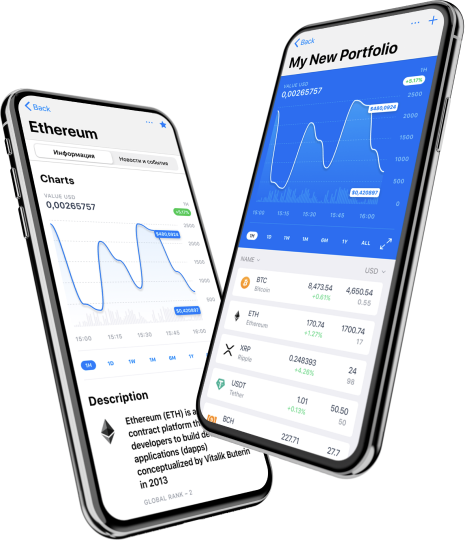 Back
Ethereum
Информация
Новости и события
Charts
VALUE USD
0,00265757
1H
+0.17%
$480,0924
2500
2000
1500
1000
500
$0,420897
15:00
15:15
15:30
15:45
16:00
1H
1D
1W
1M
6M
1Y
Description
Ethereum (ETH) is a
contract platform th
developers to build de
applications (dapps)
conceptualized by Vitalik Buterin
in 2013
GLOBAL RANK – 2
Back
My New Portfolio
VALUE USD
0,00265757
1H
+0.17%
$480,0924
2500
2000
1500
1000
500
0
$0,420897
15:00
15:15
15:30
15:45
16:00
1H
1D
1W
1M
6M
1Y
ALL
NAME
USD
BTC
8,473.54
4,650.54
Bitcoin
+0.61%
0.55
ETH
170.74
1700.74
Ethereum
+1.27%
17
XRP
0.248393
24
Ripple
+4.28%
98
USDT
1.01
50.50
Tether
+0.13%
50
BCH
227.71
27.7